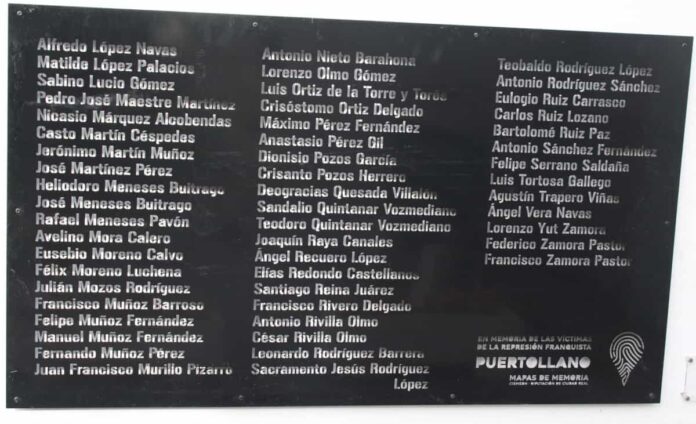 Alfredo López Navas
Matilde López Palacios
Sabino Lucio Gómez
Pedro José Maestre Martínez
Nicasio Márquez Alcobendas
Casto Martín Céspedes
Jerónimo Martín Muñoz
José Martínez Pérez
Heliodoro Meneses Buitrago
José Meneses Buitrago
Rafael Meneses Pavón
Avelino Mora Calero
Eusebio Moreno Calvo
Félix Moreno Luchena
Julián Mozos Rodríguez
Francisco Muñoz Barroso
Felipe Muñoz Fernández
Manuel Muñoz Fernández
Fernando Muñoz Pérez
Juan Francisco Murillo Pizarro
Antonio Nieto Barahona
Lorenzo Olmo Gómez
Luis Ortiz de la Torre y Torés
Crisóstomo Ortiz Delgado
Máximo Pérez Fernández
Anastasio Pérez Gil
Dionisio Pozos García
Crisanto Pozos Herrero
Deogracias Quesada Villalón
Sandalio Quintanar Vozmediano
Teodoro Quintanar Vozmediano
Joaquín Raya Canales
Ángel Recuero López
Elías Redondo Castellanos
Santiago Reina Juárez
Francisco Rivero Delgado
Antonio Rivilla Olmo
César Rivilla Olmo
Leonardo Rodríguez Barrera
Sacramento Jesús Rodríguez
López
Teobaldo Rodríguez López
Antonio Rodríguez Sánchez
Eulogio Ruiz Carrasco
Carlos Ruiz Lozano
Bartolomé Ruiz Paz
Antonio Sánchez Fernández
Felipe Serrano Saldaña
Luis Tortosa Gallego
Agustín Trapero Viñas
Ángel Vera Navas
Lorenzo Yut Zamora
Federico Zamora Pastor
Francisco Zamora Pastor
EN MEMORIA DE LAS VÍCTIMAS
DE LA REPRESIÓN FRANQUISTA
PUERTOLLANO
MAPAS DE MEMORIA
CIEMEDH - DIPUTACIÓN DE CIUDAD REAL